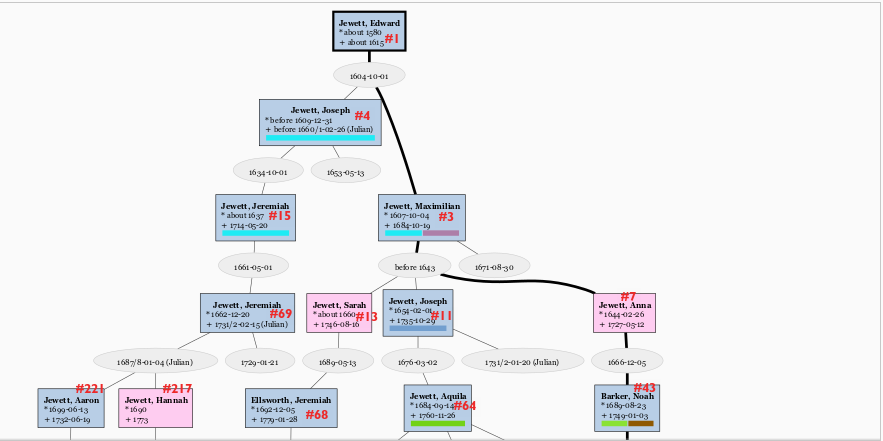 Jewett, Edward
* about 1580
+ about 1615 #1
1604-10-01
Jewett, Joseph
* before 1609-12-31 #4
+ before 1660/1-02-26 (Julian)
1634-10-01
1653-05-13
Jewett, Jeremiah
* about 1637 #15
+ 1714-05-20
Jewett, Maximilian
* 1607-10-04 #3
+ 1684-10-19
1661-05-01
before 1643
1671-08-30
Jewett, Jeremiah
* 1662-12-20 #69
+ 1731/2-02-15 (Julian)
Jewett, Sarah
* about 1660 #13
+ 1746-08-16
Jewett, Joseph
* 1654-02-01 #11
+ 1735-10-29
#7
Jewett, Anna
* 1644-02-26
+ 1727-05-12
1687/8-01-04 (Julian)
1729-01-21
1689-05-13
1676-03-02
1731/2-01-20 (Julian)
1666-12-05
#221
Jewett, Aaron
* 1699-06-13
+ 1732-06-19
#217
Jewett, Hannah
* 1690
+ 1773
Ellsworth, Jeremiah
* 1692-12-05
+ 1779-01-28 #68
Jewett, Aquila
* 1684-09-14 #64
+ 1760-11-26
#43
Barker, Noah
* 1689-08-23
+ 1749-01-03